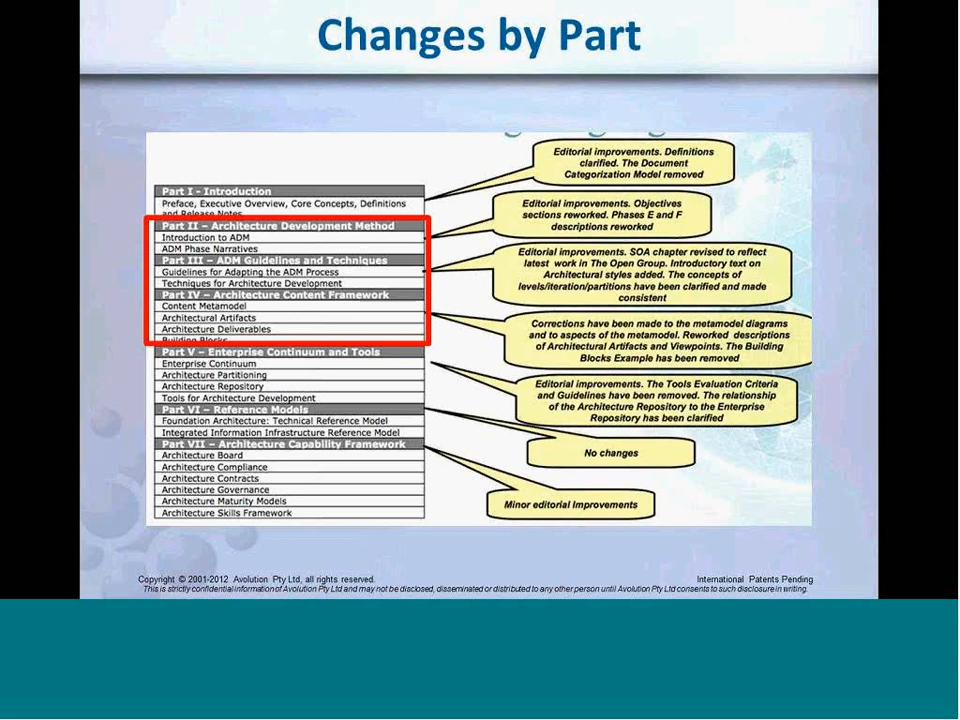 Changes by Part
Editorial improvements. Definitions
clarified. The Document
Categorization Model removed
Part I - Introduction
Preface, Executive Overview, Core Concepts, Definitions
and Release Notes
Editorial improvements. Objectives
sections reworked. Phases E and F
descriptions reworked
Part II – Architecture Development Method
Introduction to ADM
ADM Phase Narratives
Part III – ADM Guidelines and Techniques
Guidelines for Adapting the ADM Process
Techniques for Architecture Development
Editorial improvements. SOA chapter revised to reflect
latest work in The Open Group. Introductory text on
Architectural styles added. The concepts of
levels/iteration/partitions have been clarified and made
consistent
Part IV – Architecture Content Framework
Content Metamodel
Architectural Artifacts
Architecture Deliverables
Building Blocks
Corrections have been made to the metamodel diagrams
and to aspects of the metamodel. Reworked descriptions
of Architectural Artifacts and Viewpoints. The Building
Blocks Example has been removed
Part V – Enterprise Continuum and Tools
Enterprise Continuum
Architecture Partitioning
Architecture Repository
Tools for Architecture Development
Editorial improvements. The Tools Evaluation Criteria
and Guidelines have been removed. The relationship
of the Architecture Repository to the Enterprise
Repository has been clarified
Part VI – Reference Models
Foundation Architecture: Technical Reference Model
Integrated Information Infrastructure Reference Model
No changes
Part VII – Architecture Capability Framework
Architecture Board
Architecture Compliance
Architecture Contracts
Architecture Governance
Architecture Maturity Models
Architecture Skills Framework
Minor editorial Improvements
Copyright © 2001-2012 Avolution Pty Ltd, all rights reserved.
International Patents Pending
This is strictly confidential information of Avolution Pty Ltd and may not be disclosed, disseminated or distributed to any other person until Avolution Pty Ltd consents to such disclosure in writing.